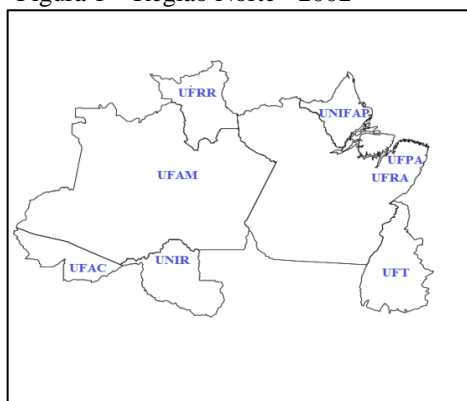 Figura 1 – Região Norte - 2002
UFRR
UNIFAP
UFPA
UFRA
UFAM
UFAC
UNIR
UFT